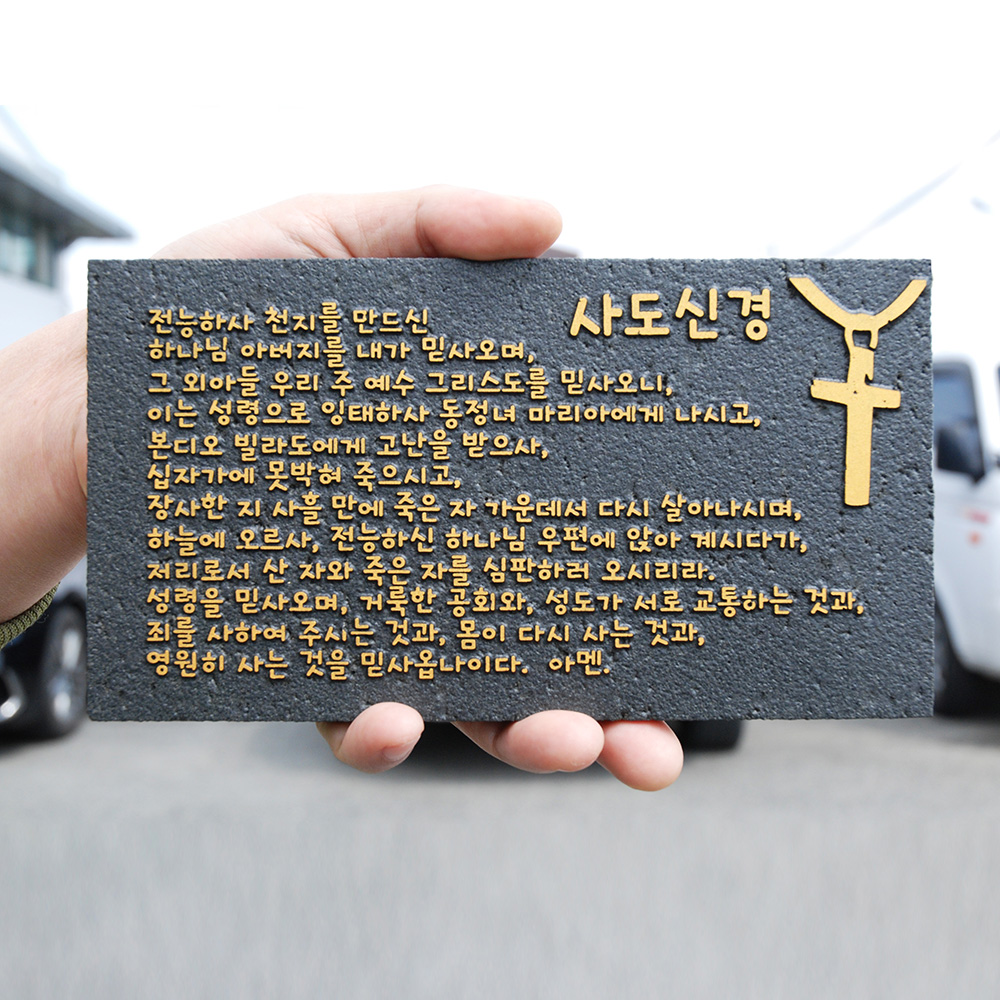 사도신경
전능하사 천지를 만드신
하나님 아버지를 내가 믿사오며,
그 외아들 우리 주 예수 그리스도를 믿사오니,
이는 성령으로 잉태하사 동정녀 마리아에게 나시고,
본디오 빌라도에게 고난을 받으사,
십자가에 못박혀 죽으시고,
장사한 지 사흘 만에 죽은 자 가운데서 다시 살아나시며,
하늘에 오르사, 전능하신 하나님 우편에 앉아 계시다가,
저리로서 산 자와 죽은 자를 심판하러 오시리라.
성령을 믿사오며, 거룩한 공회와, 성도가 서로 교통하는 것과,
죄를 사하여 주시는 것과, 몸이 다시 사는 것과,
영원히 사는 것을 믿사옵나이다. 아멘.